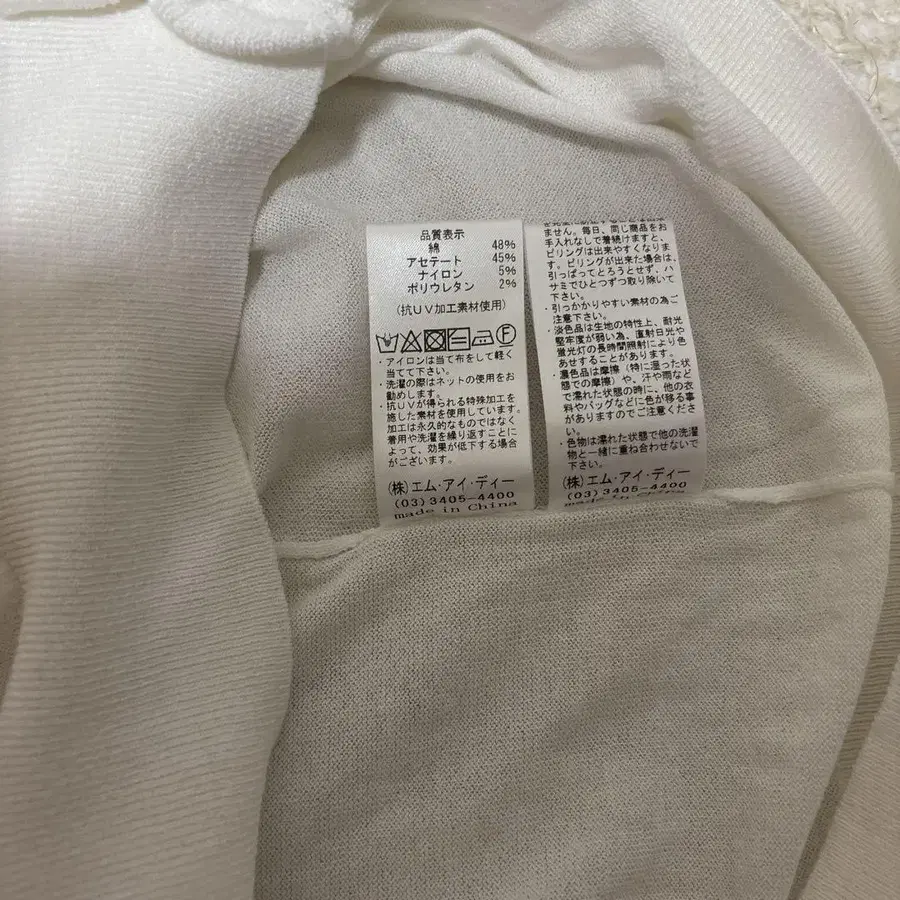 品質表示
綿 48%
アセテート 45%
ナイロン 5%
ポリウレタン 2%
(抗UV加工素材使用)
・アイロンは当て布をして軽く
当てて下さい。
・洗濯の際はネットの使用をお
勧めします。
・抗UVが得られる特殊加工を
施した素材を使用しています。
加工は永久的なものではなく
着用や洗濯を繰り返すことに
よって、効果が低下する場合
がございます。
(株)エム・アイ・ディー
(03)3405-4400
made in China
ません。毎日、同じ商品をお
手入れなしで着続けますと、
ピリングは出来やすくなりま
す。ピリングが出来た場合は、
引っぱってとろうとせず、ハ
サミでひとつずつ取り除いて
下さい。
・引っかかりやすい素材の為ご
注意下さい。
・淡色品は生地の特性上、耐光
堅牢度が弱い為、直射日光や
蛍光灯の長時間照射により色
あせすることがあります。
・濃色品は摩擦(特に湿った状
態での摩擦)や、汗や雨など
で濡れた状態の時に、他の衣
料やバッグなどに色が移る事
がありますのでご注意くださ
い。
・色物は濡れた状態で他の洗濯
物と一緒に重ね合わせないで
下さい。
(株)エム・アイ・ディー
(03)3405-4400
made in China